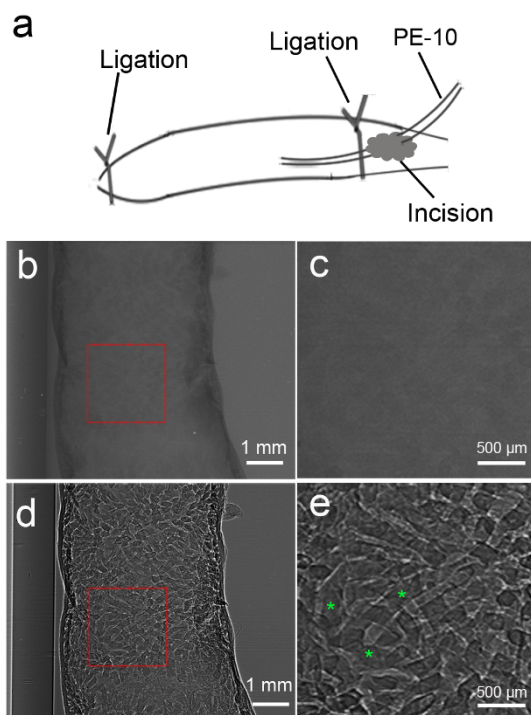 a
Ligation
Ligation
PE-10
Incision
b
1 mm
c
500 μm
d
1 mm
e
* * *
500 μm